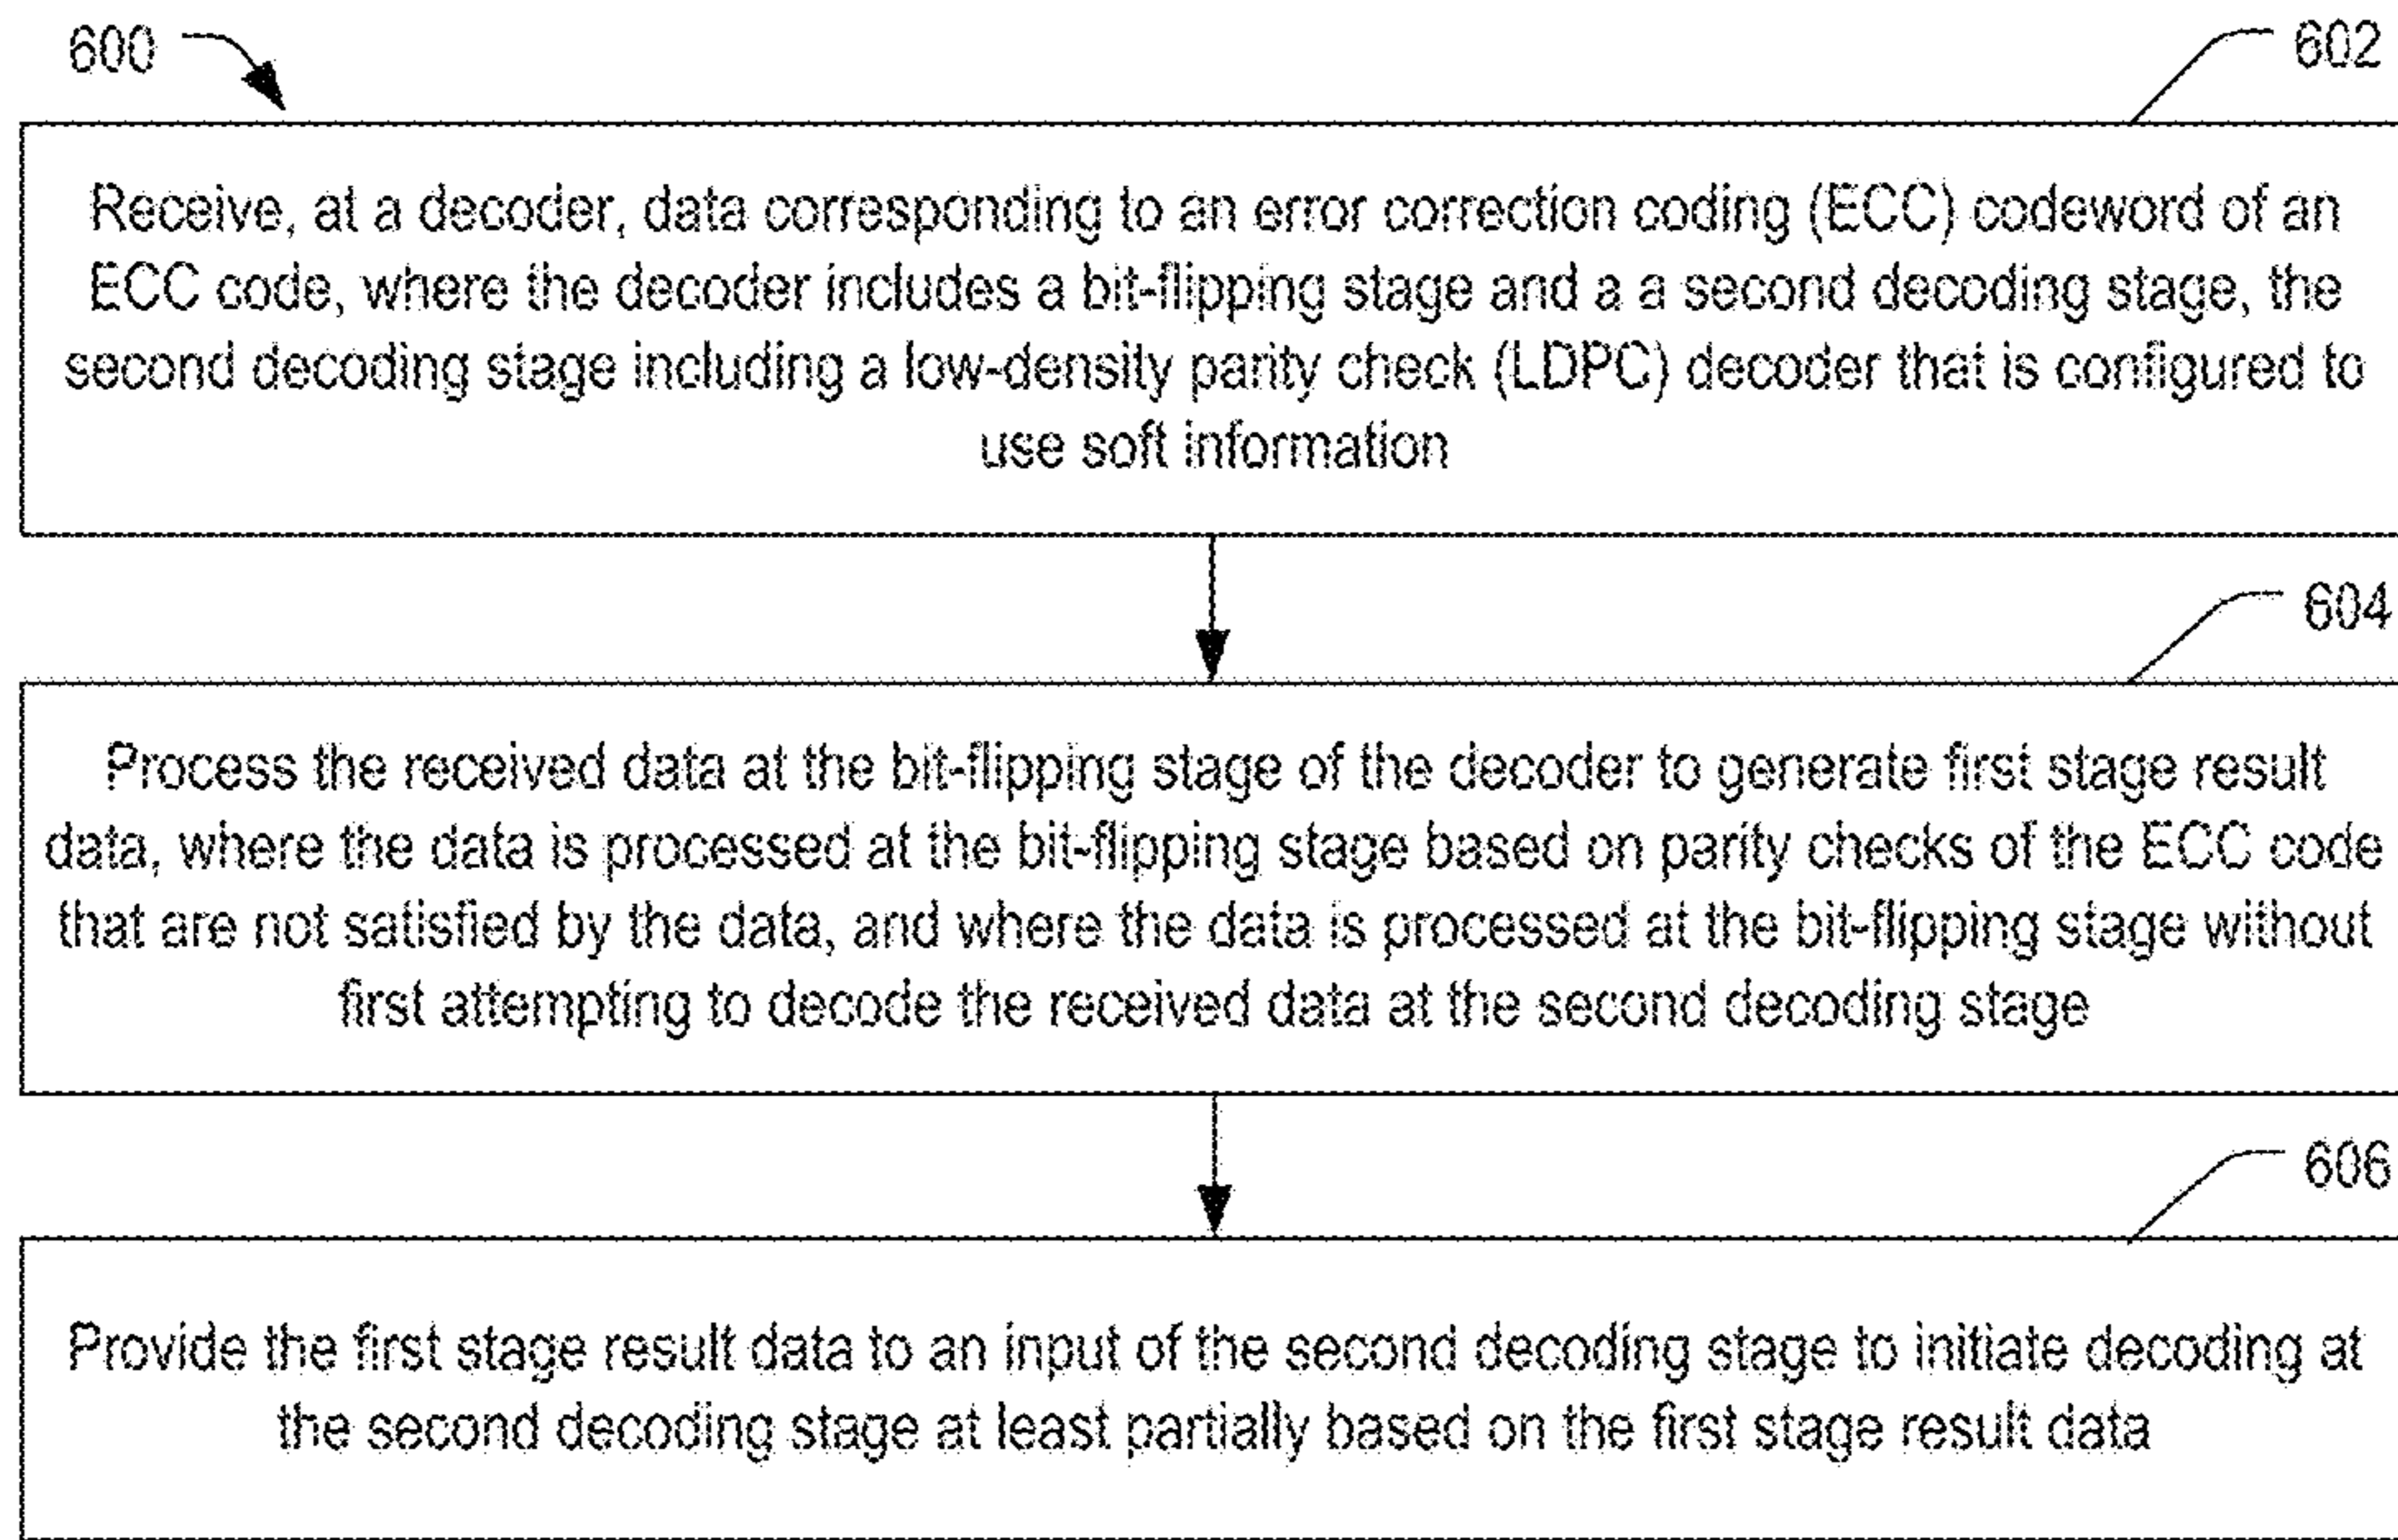 600
602
Receive, at a decoder, data corresponding to an error correction coding (ECC) codeword of an
ECC code, where the decoder includes a bit-flipping stage and a a second decoding stage, the
second decoding stage including a low-density parity check (LDPC) decoder that is configured to
use soft information
604
Process the received data at the bit-flipping stage of the decoder to generate first stage result
data, where the data is processed at the bit-flipping stage based on parity checks of the ECC code
that are not satisfied by the data, and where the data is processed at the bit-flipping stage without
first attempting to decode the received data at the second decoding stage
606
Provide the first stage result data to an input of the second decoding stage to initiate decoding at
the second decoding stage at least partially based on the first stage result data